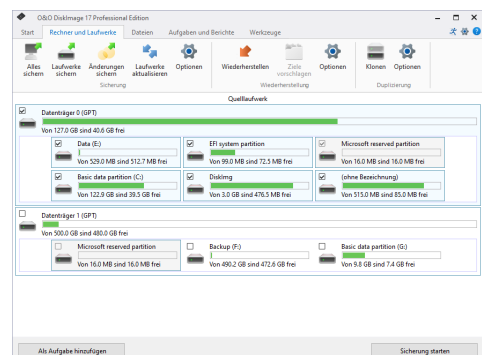 O&O DiskImage 17 Professional Edition
Start Rechner und Laufwerke Dateien Aufgaben und Berichte Werkzeuge
Alles sichern
Laufwerke sichern
Änderungen sichern
Laufwerke aktualisieren
Optionen
Sicherung
Wiederherstellen
Ziele vorschlagen
Optionen
Wiederherstellung
Klonen
Optionen
Duplizierung
Quelllaufwerk
Datenträger 0 (GPT)
Von 127.0 GB sind 40.6 GB frei
Data (E:)
Von 529.0 MB sind 512.7 MB frei
EFI system partition
Von 99.0 MB sind 72.5 MB frei
Microsoft reserved partition
Von 16.0 MB sind 16.0 MB frei
Basic data partition (C:)
Von 122.9 GB sind 39.5 GB frei
DiskImg
Von 3.0 GB sind 476.5 MB frei
(ohne Bezeichnung)
Von 515.0 MB sind 85.0 MB frei
Datenträger 1 (GPT)
Von 500.0 GB sind 480.0 GB frei
Microsoft reserved partition
Von 16.0 MB sind 16.0 MB frei
Backup (F:)
Von 490.2 GB sind 472.6 GB frei
Basic data partition (G:)
Von 9.8 GB sind 7.4 GB frei
Als Aufgabe hinzufügen
Sicherung starten